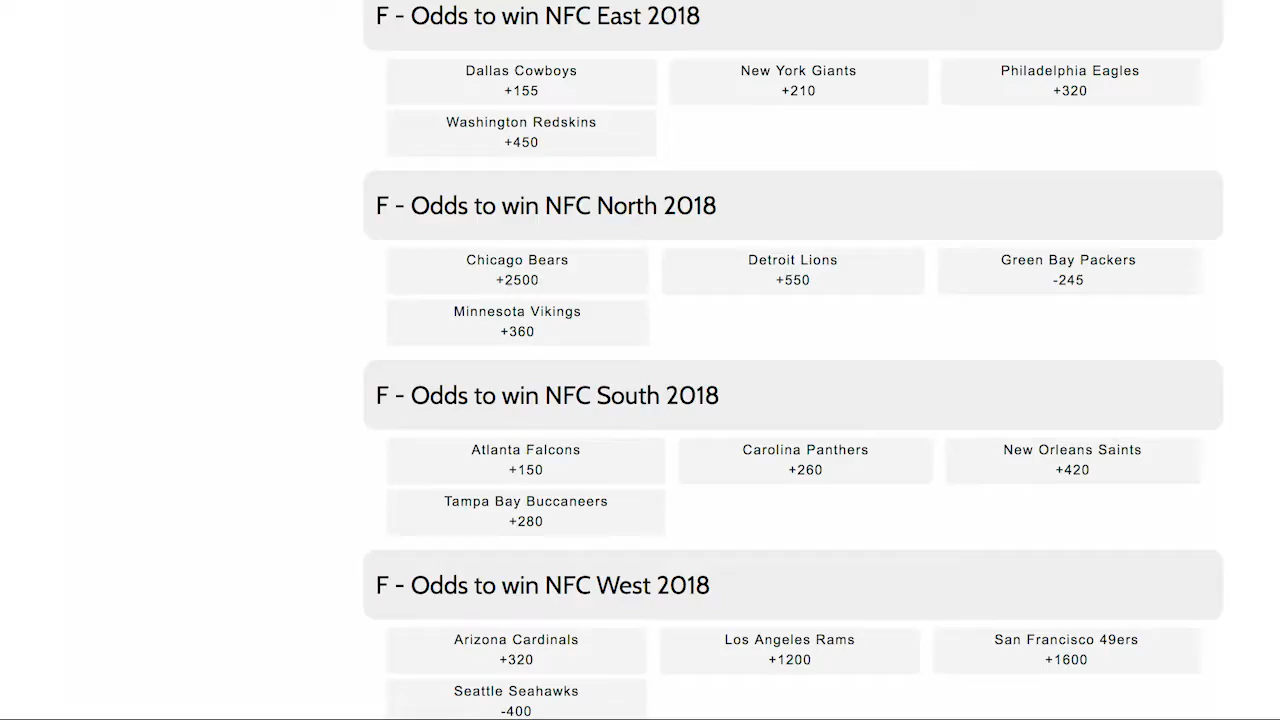 F - Odds to win NFC East 2018
Dallas Cowboys
+155
New York Giants
+210
Philadelphia Eagles
+320
Washington Redskins
+450
F - Odds to win NFC North 2018
Chicago Bears
+2500
Detroit Lions
+550
Green Bay Packers
-245
Minnesota Vikings
+360
F - Odds to win NFC South 2018
Atlanta Falcons
+150
Carolina Panthers
+260
New Orleans Saints
+420
Tampa Bay Buccaneers
+280
F - Odds to win NFC West 2018
Arizona Cardinals
+320
Los Angeles Rams
+1200
San Francisco 49ers
+1600
Seattle Seahawks
-400